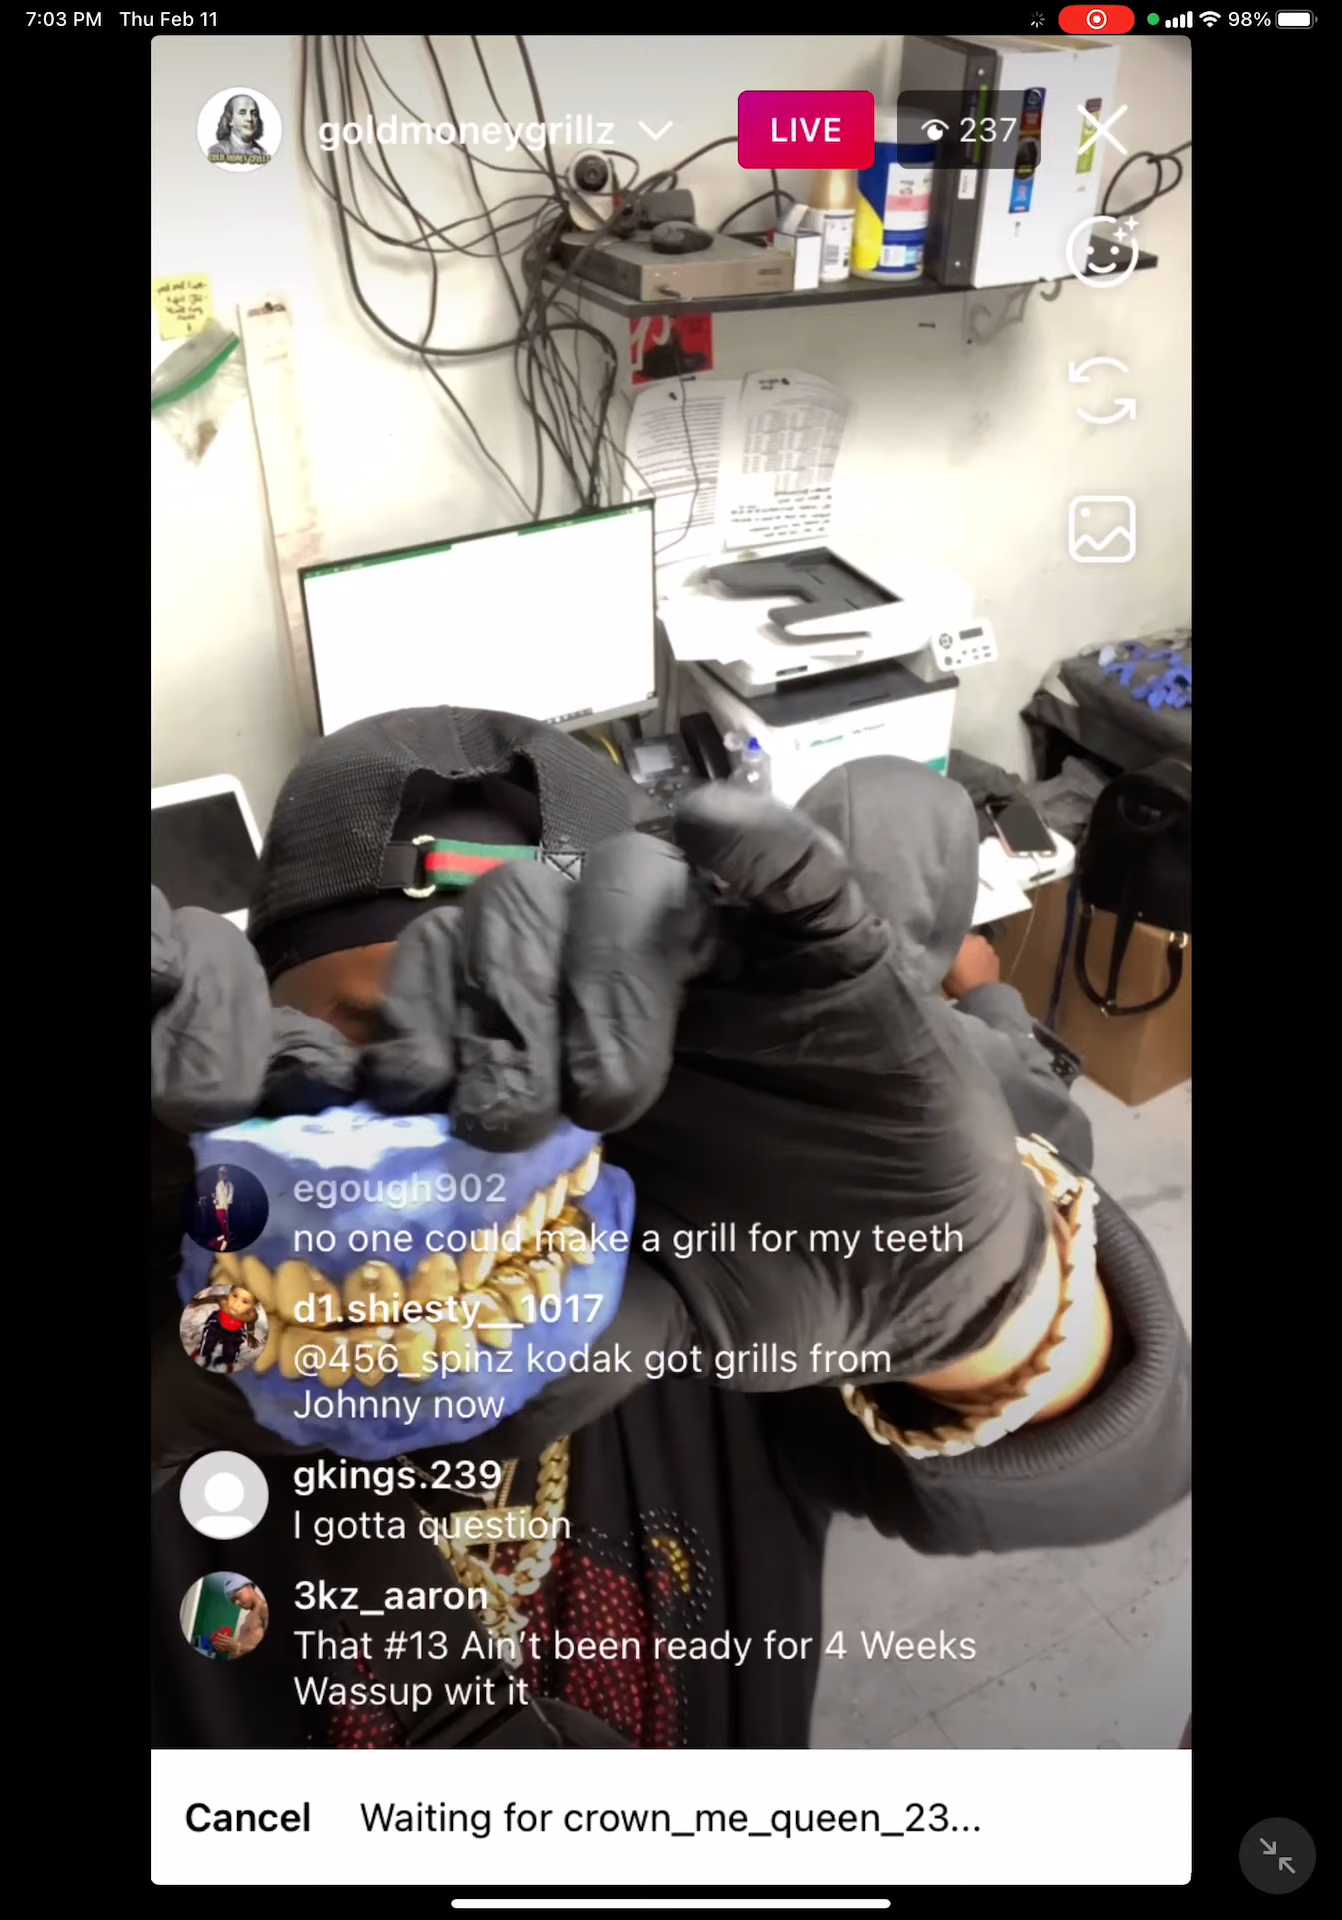 7:03 PM Thu Feb 11
98%
goldmoneygrillz
LIVE
237
egough902
no one could make a grill for my teeth
d1.shiesty__1017
@456_spinz kodak got grills from
Johnny now
gkings.239
I gotta question
3kz_aaron
That #13 Ain't been ready for 4 Weeks
Wassup wit it
Cancel Waiting for crown_me_queen_23...